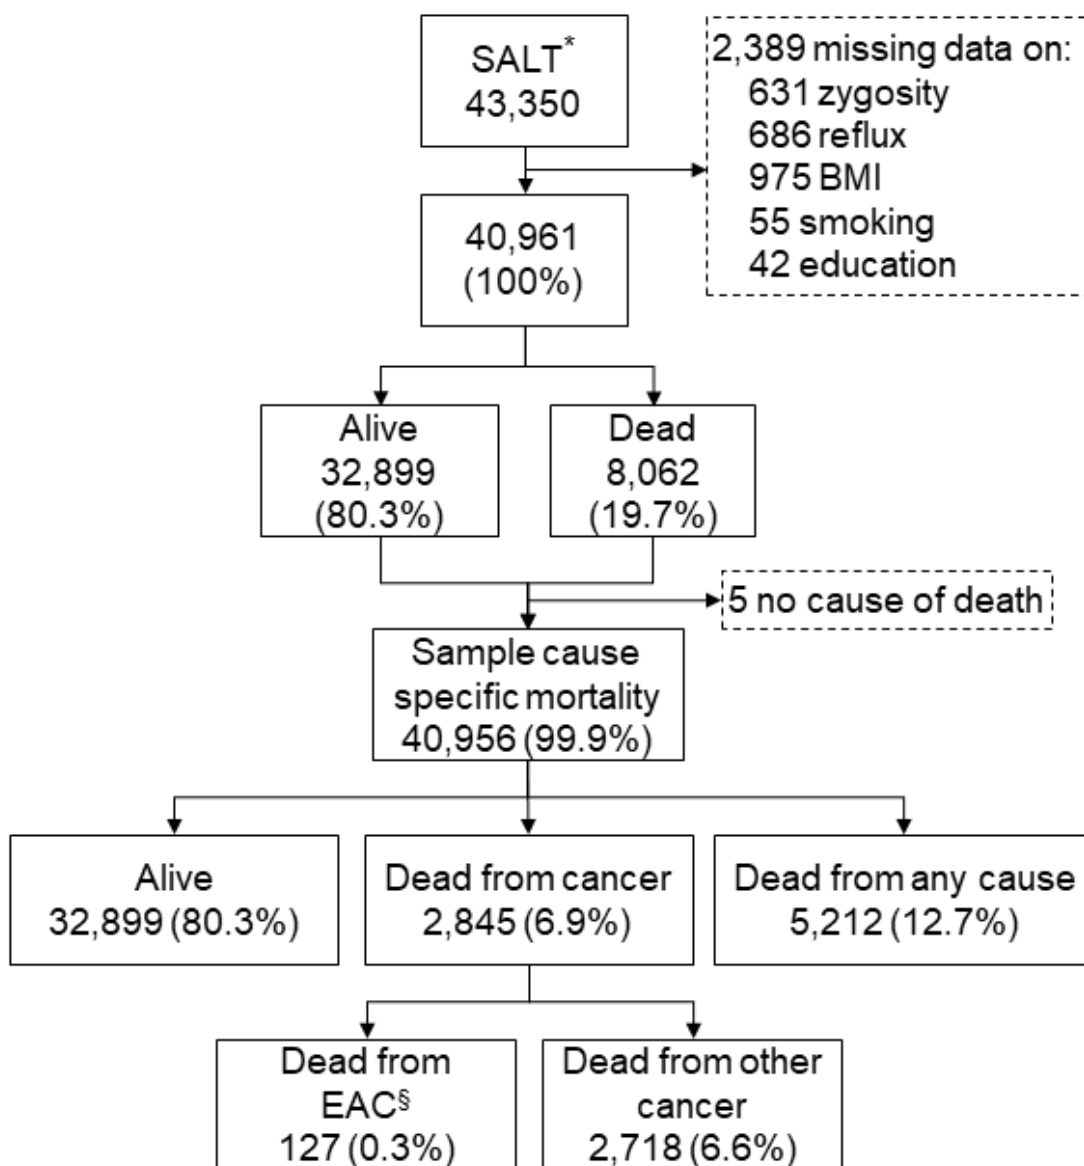 SALT*
43,350
2,389 missing data on:
631 zygosity
686 reflux
975 BMI
55 smoking
42 education
40,961
(100%)
Alive
32,899
(80.3%)
Dead
8,062
(19.7%)
5 no cause of death
Sample cause
specific mortality
40,956 (99.9%)
Alive
32,899 (80.3%)
Dead from cancer
2,845 (6.9%)
Dead from any cause
5,212 (12.7%)
Dead from
EAC§
127 (0.3%)
Dead from other
cancer
2,718 (6.6%)